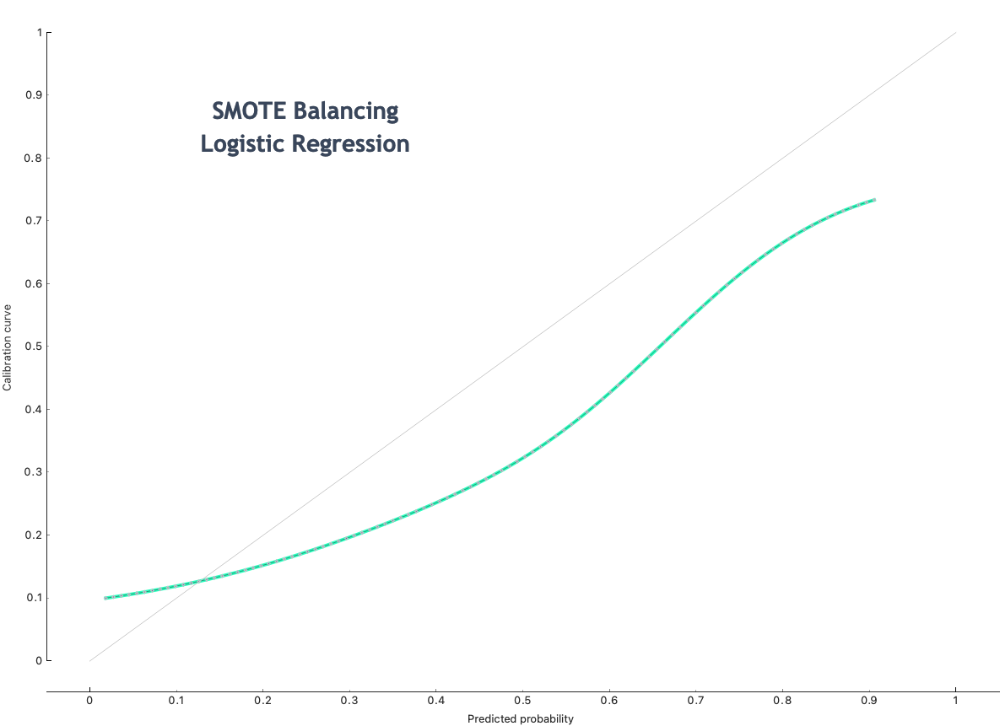 SMOTE Balancing
Logistic Regression
Calibration curve
1
0.9
0.8
0.7
0.6
0.5
0.4
0.3
0.2
0.1
0
0 0.1 0.2 0.3 0.4 0.5 0.6 0.7 0.8 0.9 1
Predicted probability